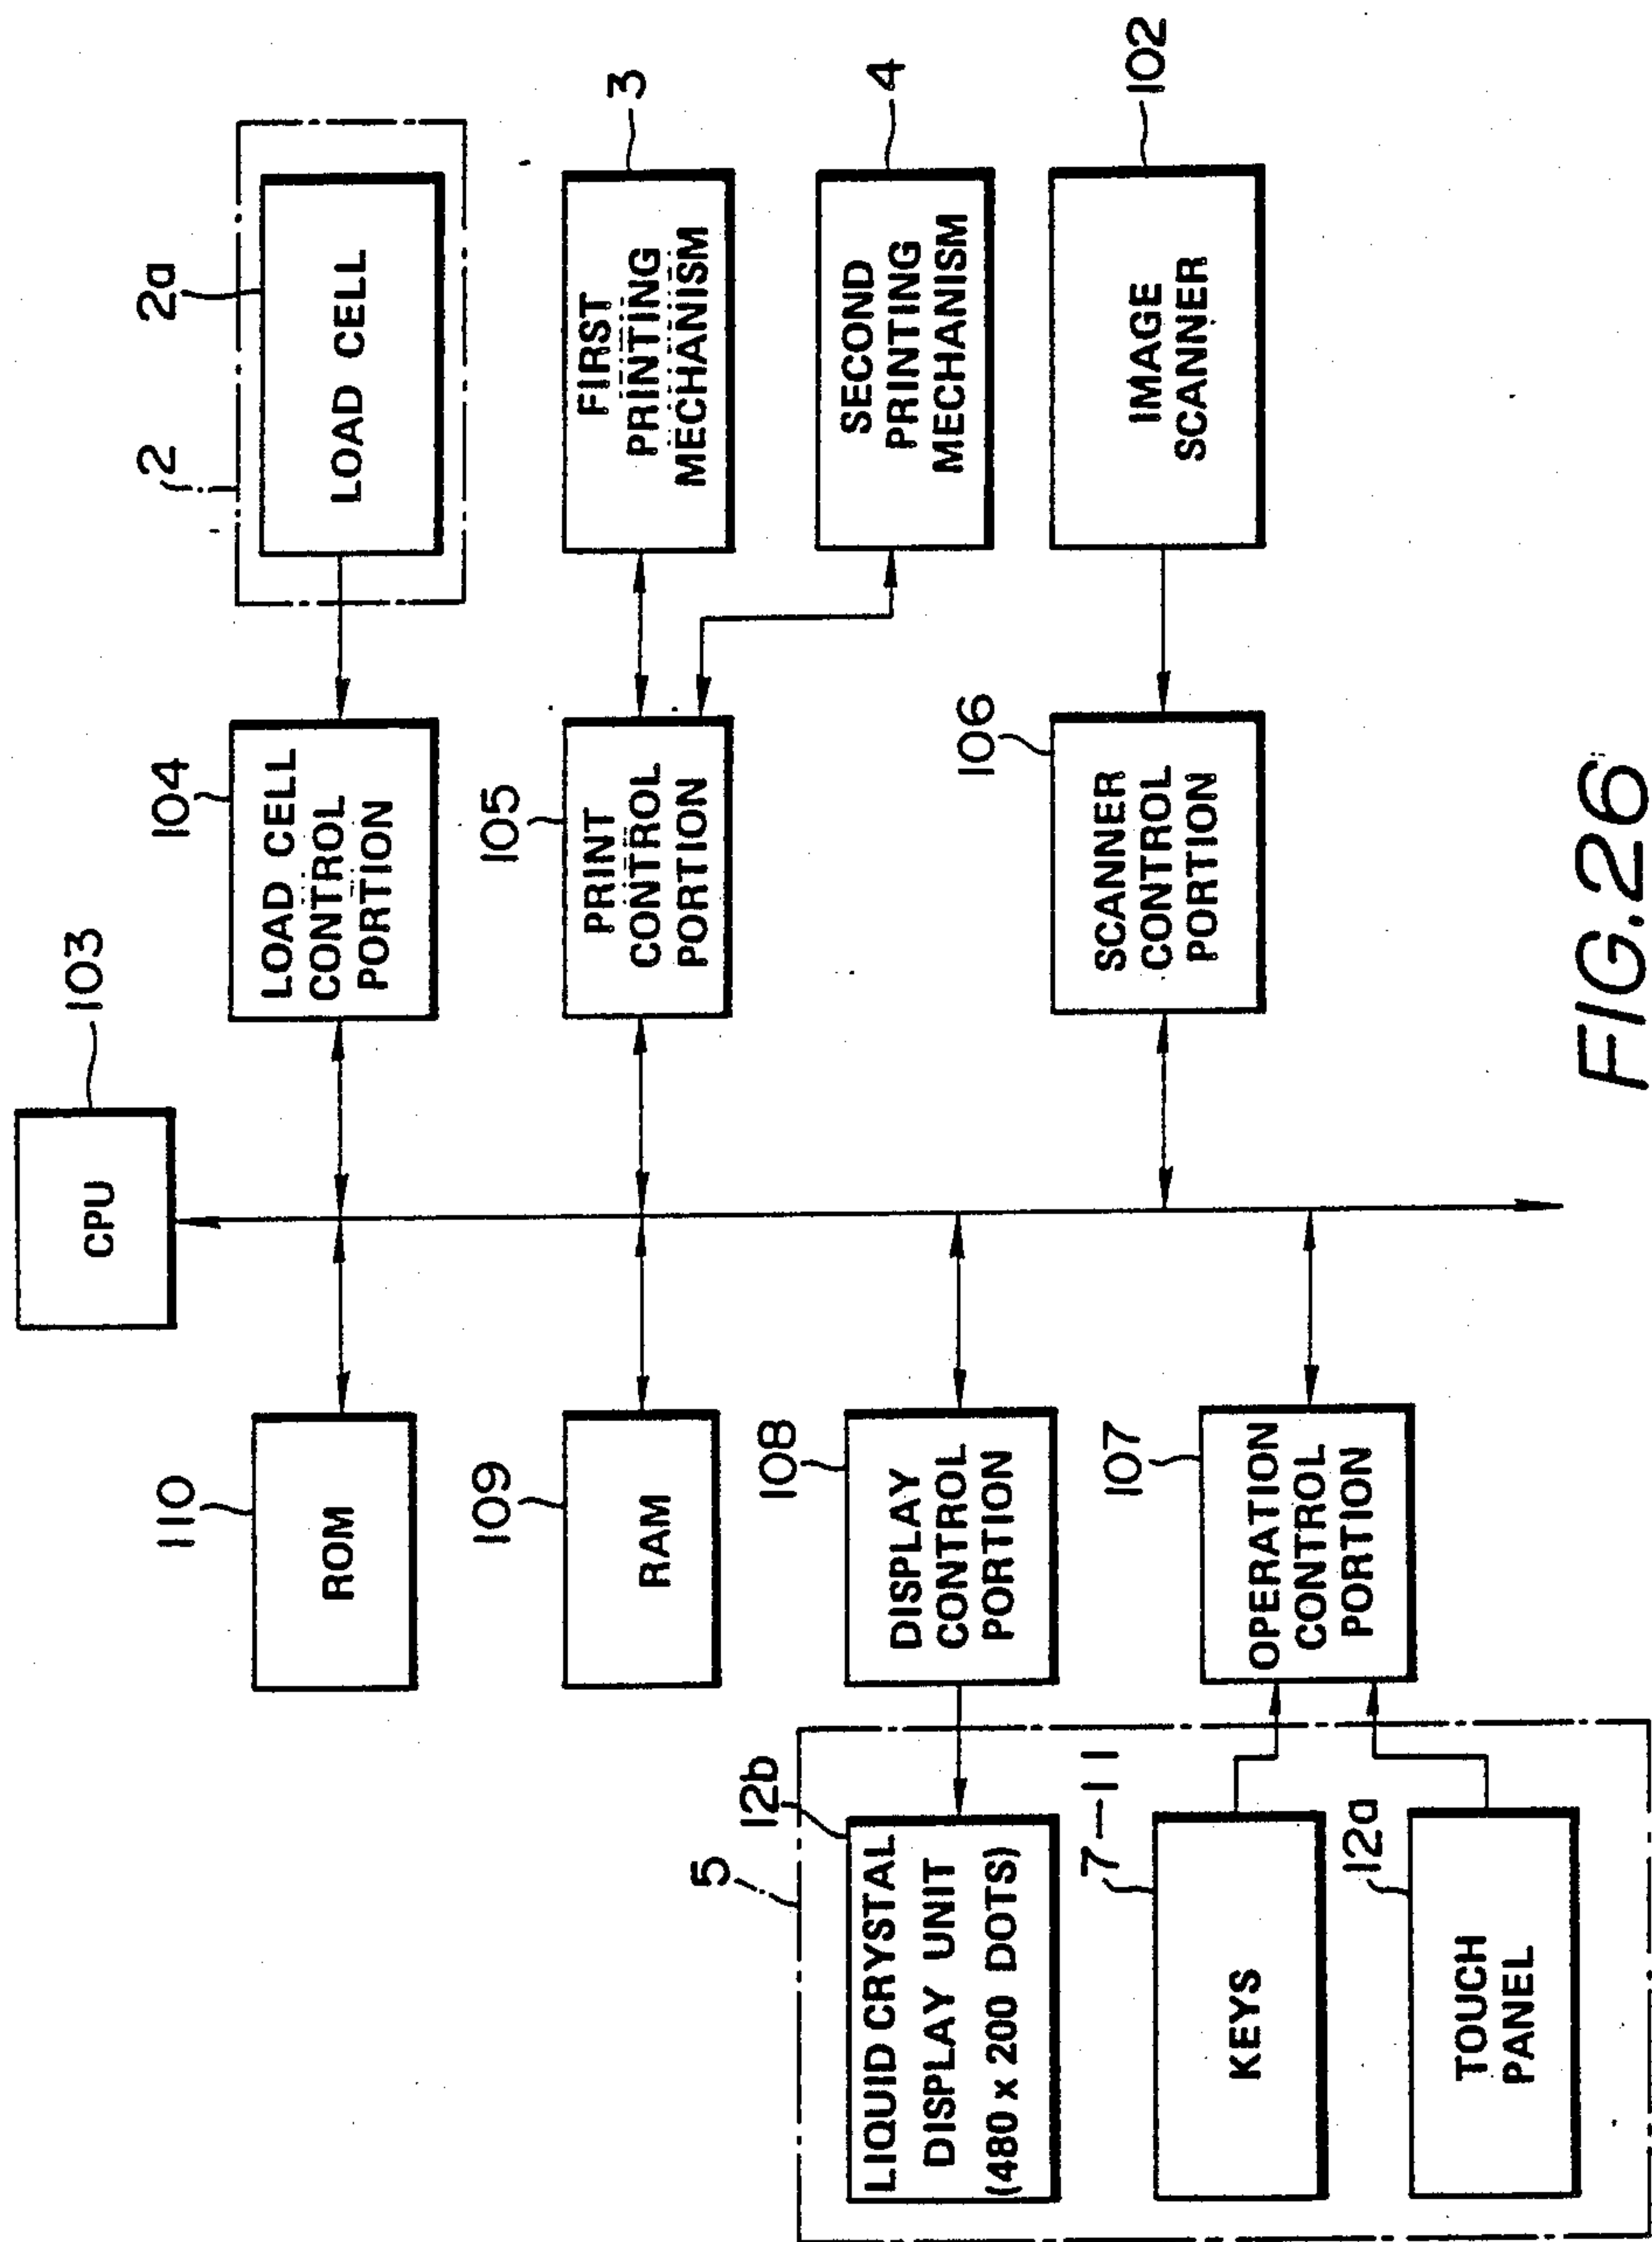 103
CPU
2
2a
LOAD CELL
104
LOAD CELL
CONTROL
PORTION
110
ROM
3
FIRST
PRINTING
MECHANISM
105
PRINT
CONTROL
PORTION
109
RAM
4
SECOND
PRINTING
MECHANISM
102
IMAGE
SCANNER
106
SCANNER
CONTROL
PORTION
108
DISPLAY
CONTROL
PORTION
107
OPERATION
CONTROL
PORTION
5
12b
LIQUID CRYSTAL
DISPLAY UNIT
(480 x 200 DOTS)
7-11
KEYS
12a
TOUCH
PANEL
FIG.26